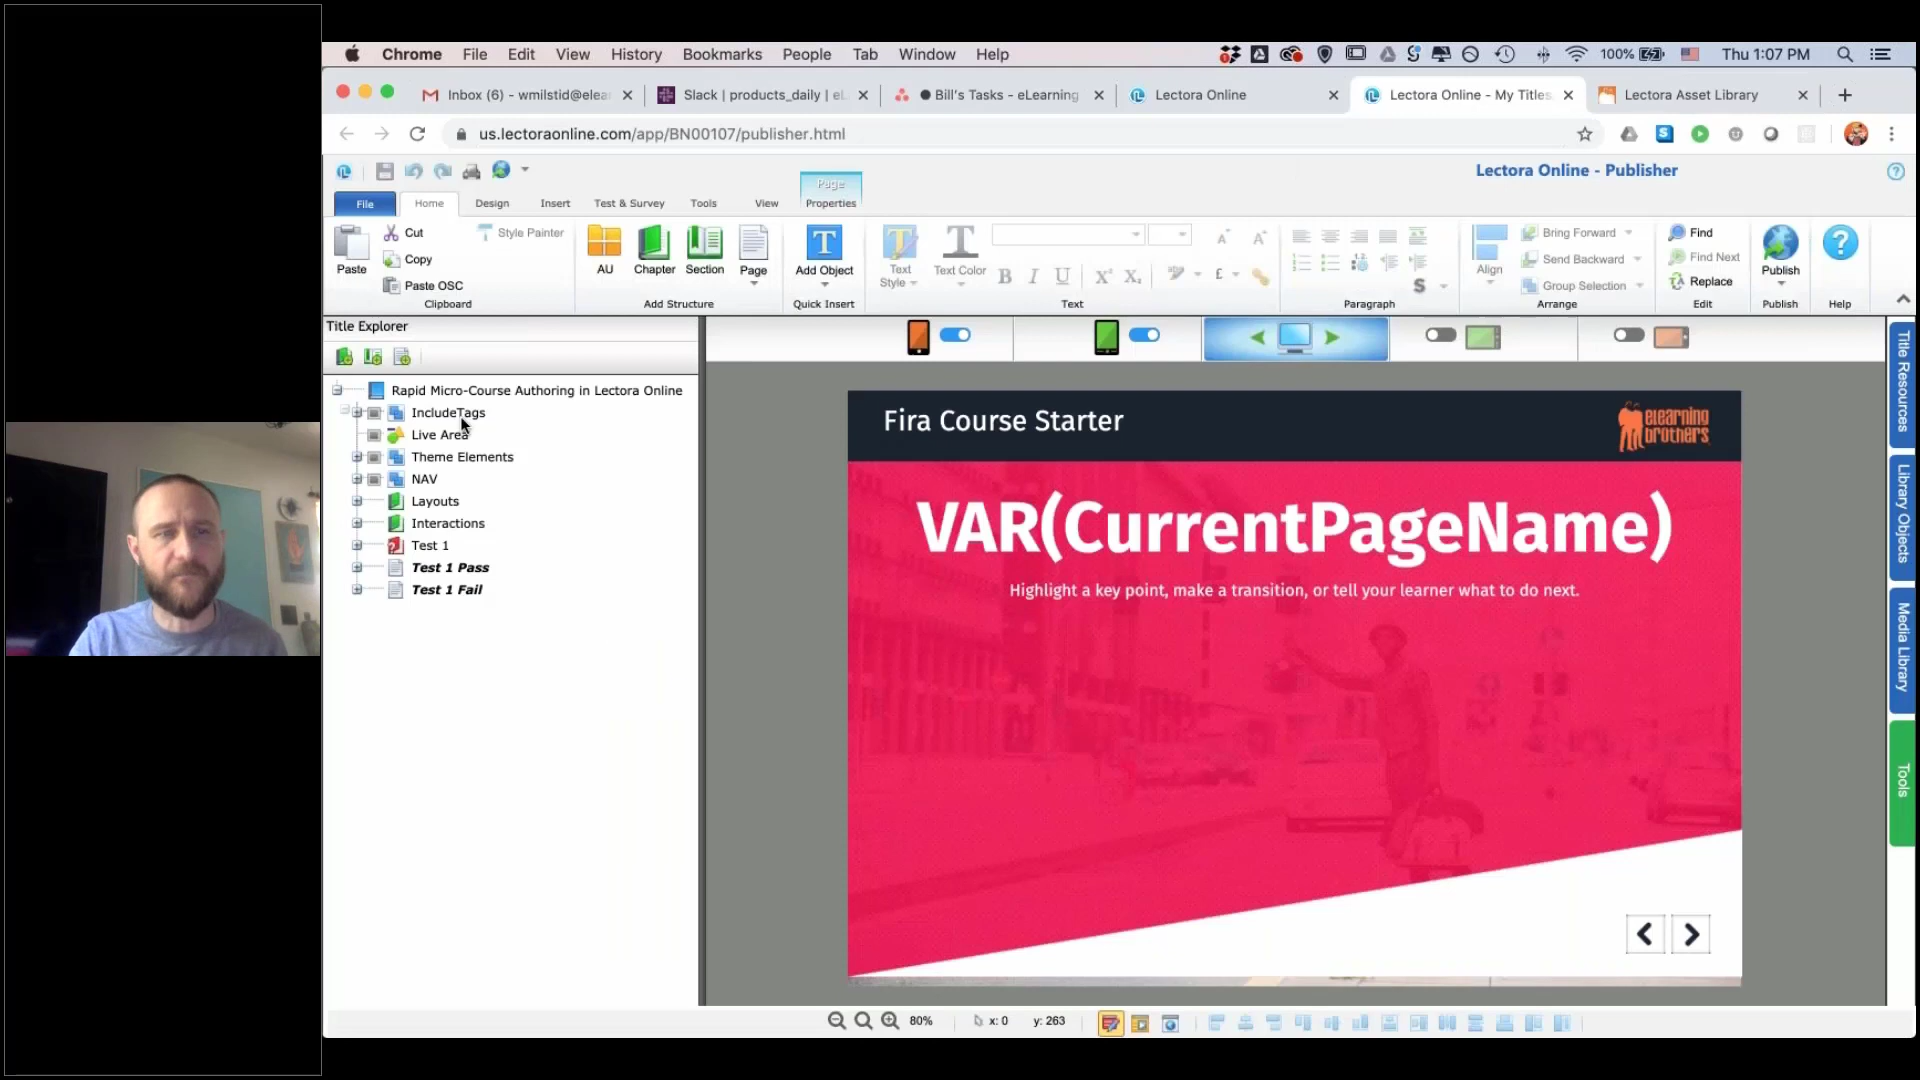 Chrome File Edit View History Bookmarks People Tab Window Help 100% Thu 1:07 PM
Inbox (6) - wmilstid@elea
Slack | products_daily | eL
Bill's Tasks - eLearning
Lectora Online
Lectora Online - My Titles
Lectora Asset Library
us.lectoraonline.com/app/BN00107/publisher.html
Lectora Online - Publisher
Page
File Home Design Insert Test & Survey Tools View Properties
Paste
Cut
Copy
Paste OSC
Style Painter
Clipboard
AU
Chapter
Section
Page
Add Structure
Add Object
Quick Insert
Text Style
Text Color
B I U X² X₂ £
Text
S
Paragraph
Align
Bring Forward
Send Backward
Group Selection
Arrange
Find
Find Next
Replace
Edit
Publish
Publish
Help
Title Explorer
Rapid Micro-Course Authoring in Lectora Online
IncludeTags
Live Area
Theme Elements
NAV
Layouts
Interactions
Test 1
Test 1 Pass
Test 1 Fail
Fira Course Starter
eLearning
brothers
VAR(CurrentPageName)
Highlight a key point, make a transition, or tell your learner what to do next.
Title Resources
Library Objects
Media Library
Tools
80% x: 0 y: 263